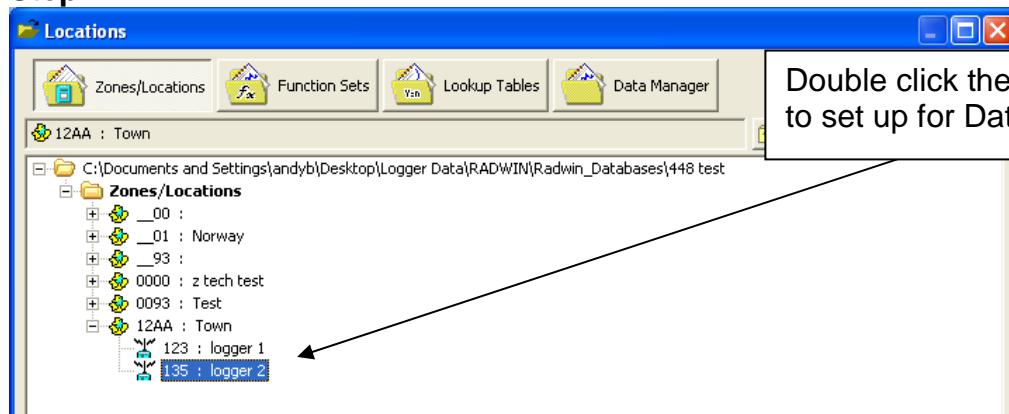 Locations
Zones/Locations Function Sets Lookup Tables Data Manager
Double click the
to set up for Dat
12AA : Town
C:\Documents and Settings\andyb\Desktop\Logger Data\RADWIN\Radwin_Databases\448 test
Zones/Locations
__00 :
__01 : Norway
__93 :
0000 : z tech test
0093 : Test
12AA : Town
123 : logger 1
135 : logger 2